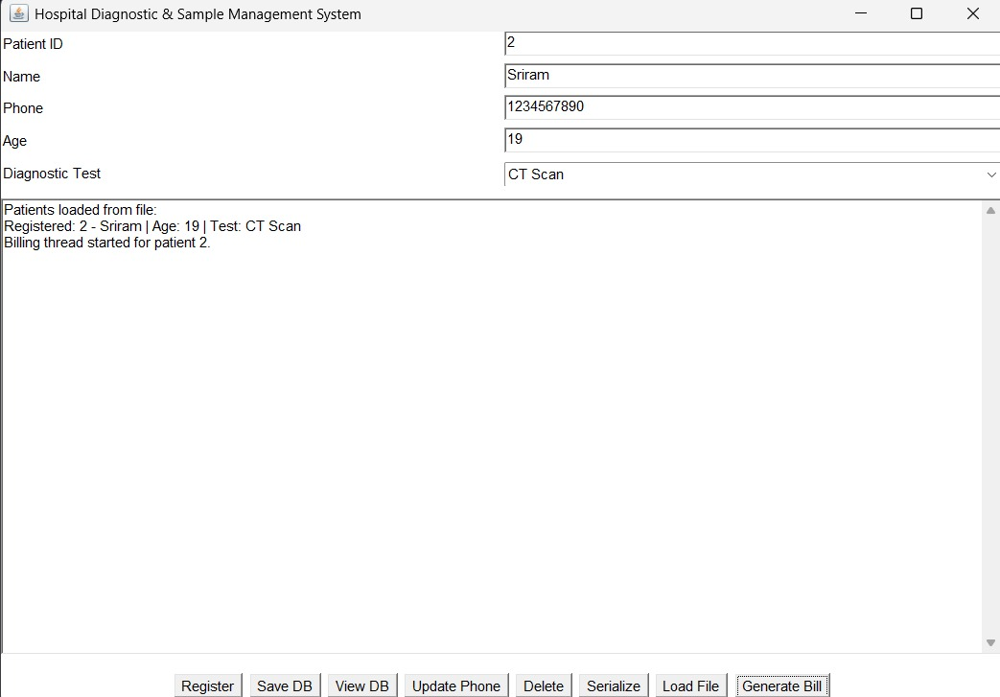 Hospital Diagnostic & Sample Management System
Patient ID 2
Name Sriram
Phone 1234567890
Age 19
Diagnostic Test CT Scan
Patients loaded from file:
Registered: 2 - Sriram | Age: 19 | Test: CT Scan
Billing thread started for patient 2.
Register Save DB View DB Update Phone Delete Serialize Load File Generate Bill